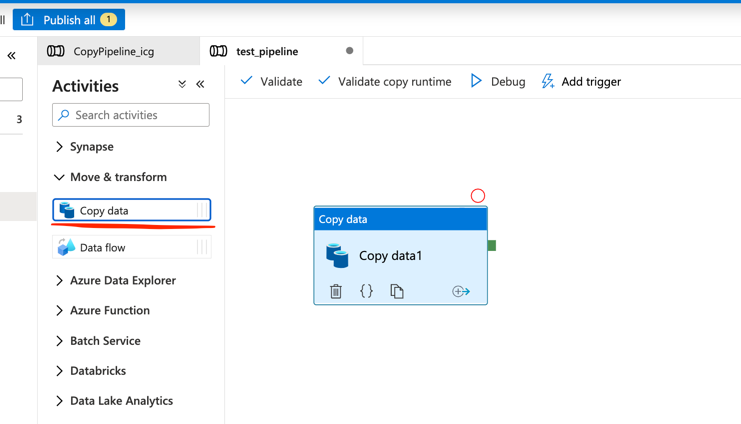 ll Publish all 1
CopyPipeline_icg
test_pipeline
Activities
Validate
Validate copy runtime
Debug
Add trigger
Search activities
3
Synapse
Move & transform
Copy data
Data flow
Azure Data Explorer
Azure Function
Batch Service
Databricks
Data Lake Analytics
Copy data
Copy data1